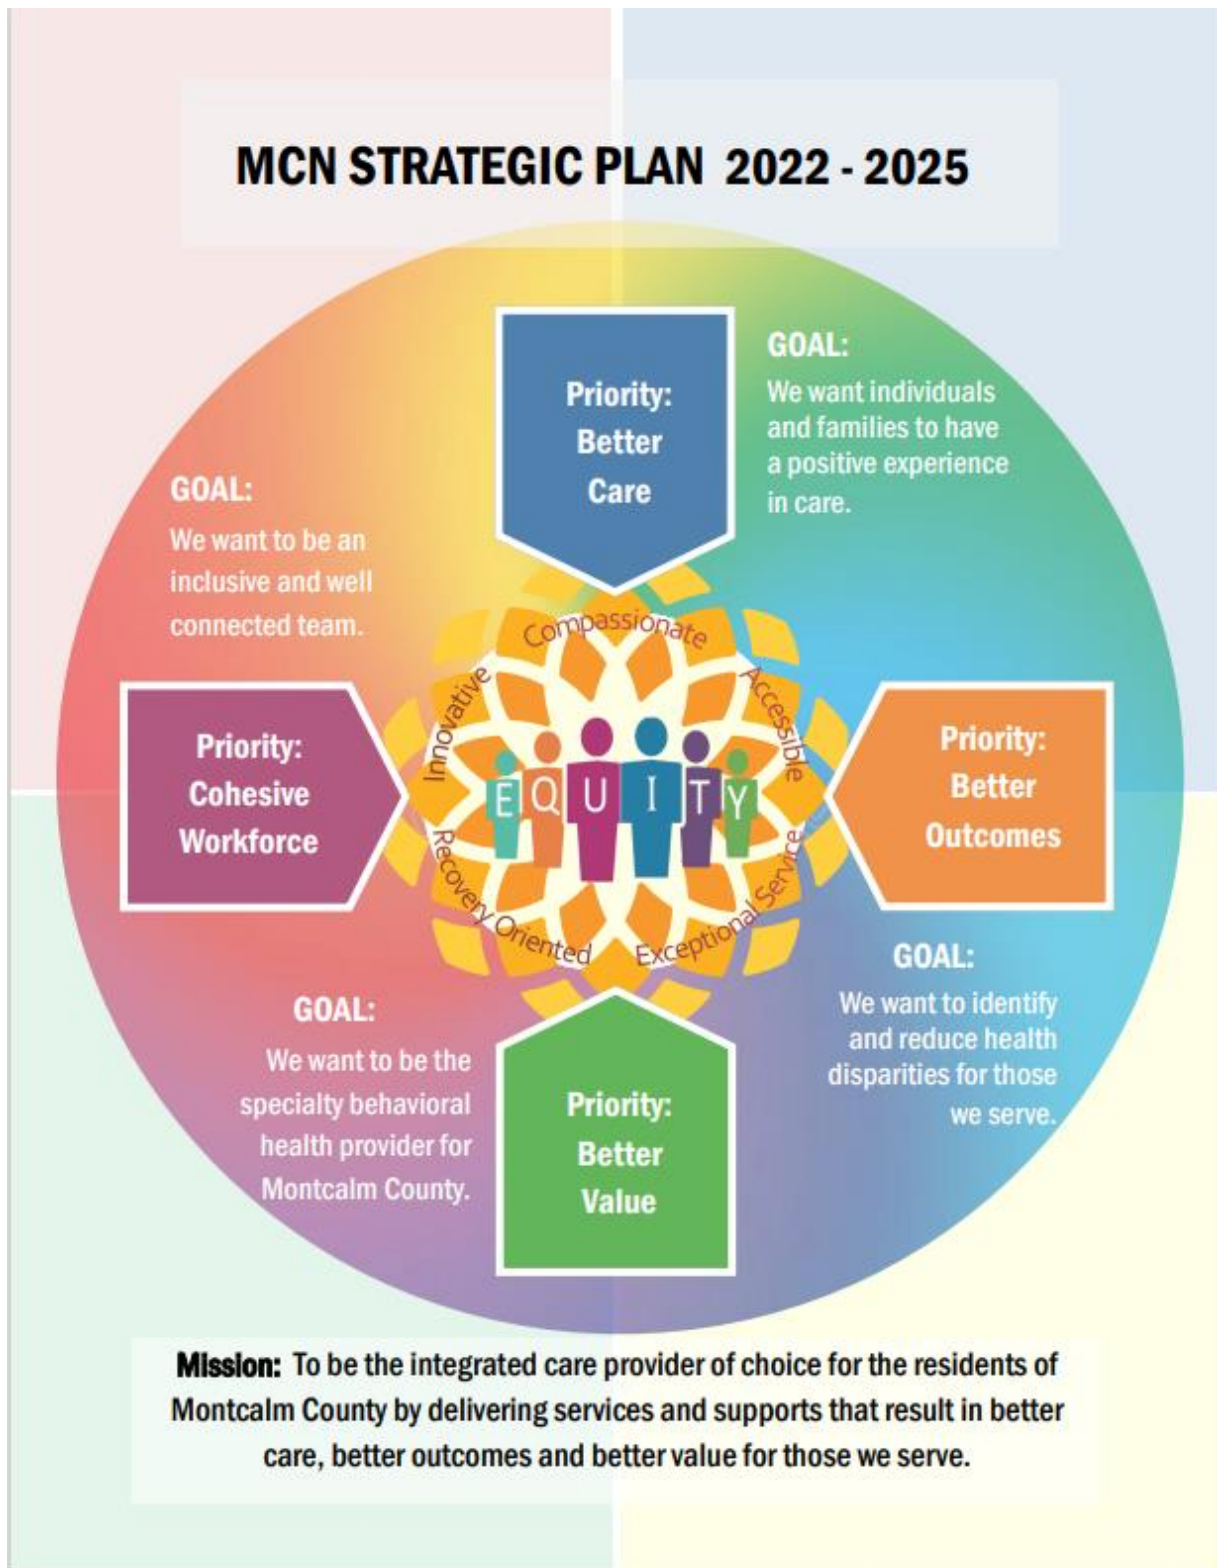 MCN STRATEGIC PLAN 2022 - 2025
Priority:
Better
Care
GOAL:
We want individuals
and families to have
a positive experience
in care.
GOAL:
We want to be an
inclusive and well
connected team.
Priority:
Cohesive
Workforce
Compassionate
Innovative
Accessible
EQUITY
Recovery Oriented
Exceptional Service
Priority:
Better
Outcomes
GOAL:
We want to identify
and reduce health
disparities for those
we serve.
GOAL:
We want to be the
specialty behavioral
health provider for
Montcalm County.
Priority:
Better
Value
Mission: To be the integrated care provider of choice for the residents of
Montcalm County by delivering services and supports that result in better
care, better outcomes and better value for those we serve.